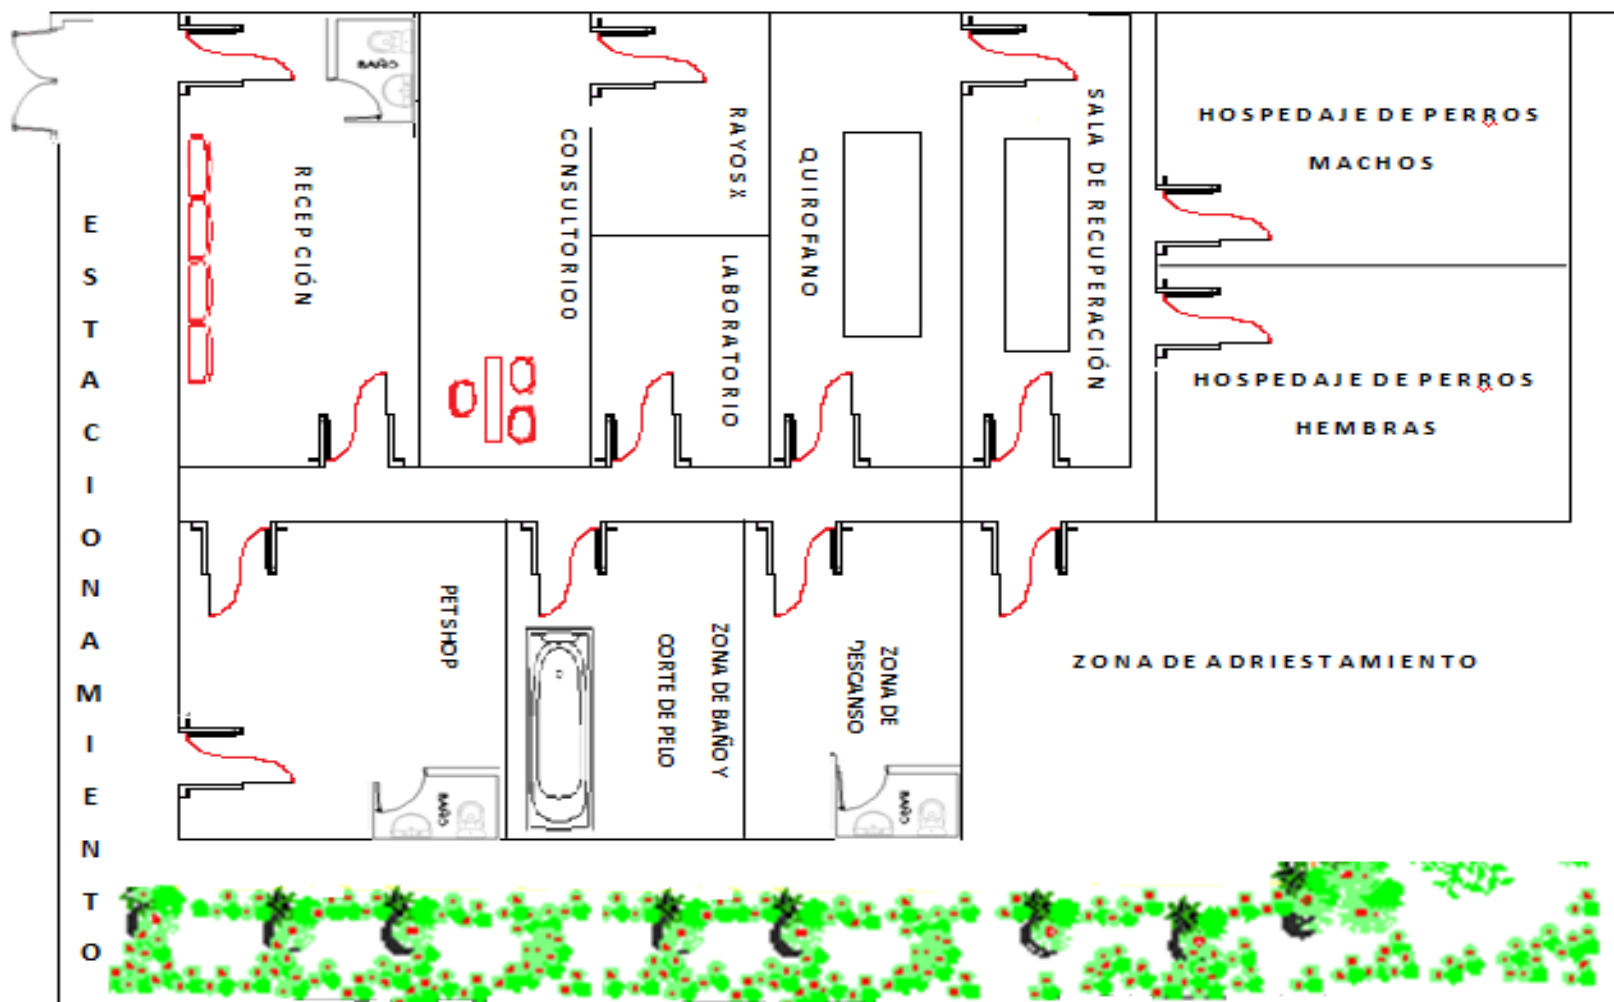 ESTACIONAMIENTO
BAÑO
RECEPCIÓN
CONSULTORIOO
RAYOSX
LABORATORIO
QUIROFANO
SALA DE RECUPERACIÓN
HOSPEDAJE DE PERROS
MACHOS
HOSPEDAJE DE PERROS
HEMBRAS
PET SHOP
BAÑO
ZONA DE BAÑO Y
CORTE DE PELO
ZONA DE
DESCANSO
BAÑO
ZONA DE ADRIESTAMIENTO